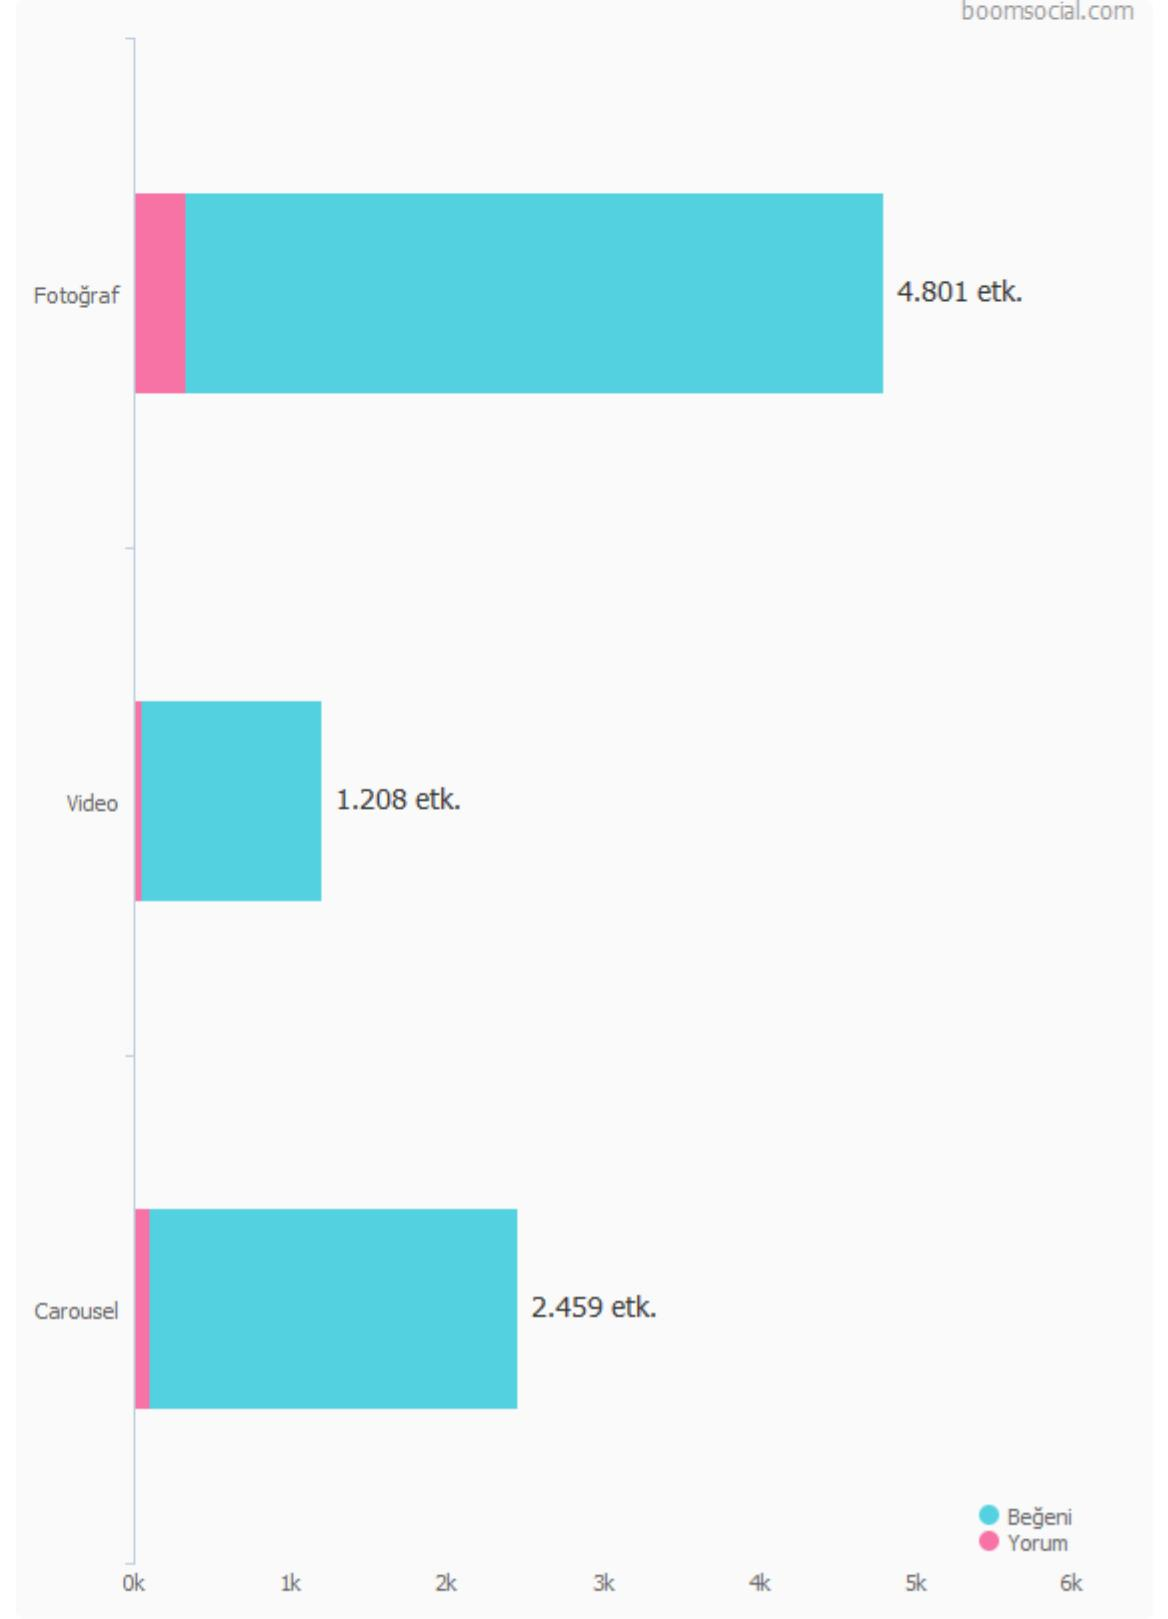 boomsocial.com
Fotoğraf
4.801 etk.
Video
1.208 etk.
Carousel
2.459 etk.
Beğeni
Yorum
0k 1k 2k 3k 4k 5k 6k